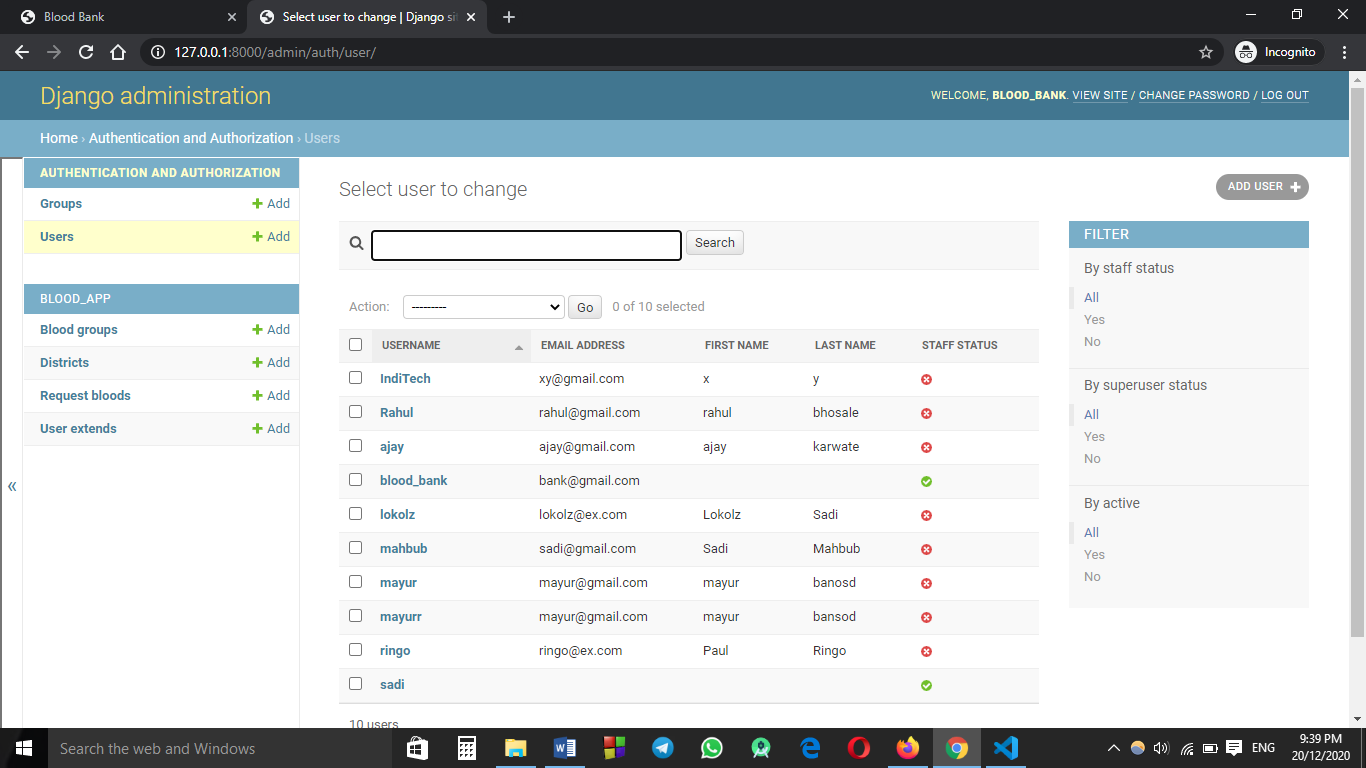 Blood Bank
Select user to change | Django si
127.0.0.1:8000/admin/auth/user/
Incognito
Django administration
WELCOME, BLOOD_BANK. VIEW SITE / CHANGE PASSWORD / LOG OUT
Home › Authentication and Authorization › Users
AUTHENTICATION AND AUTHORIZATION
Groups + Add
Users + Add
BLOOD_APP
Blood groups + Add
Districts + Add
Request bloods + Add
User extends + Add
«
Select user to change
ADD USER +
Search
Action: --------- Go 0 of 10 selected
USERNAME EMAIL ADDRESS FIRST NAME LAST NAME STAFF STATUS
IndiTech xy@gmail.com x y
Rahul rahul@gmail.com rahul bhosale
ajay ajay@gmail.com ajay karwate
blood_bank bank@gmail.com
lokolz lokolz@ex.com Lokolz Sadi
mahbub sadi@gmail.com Sadi Mahbub
mayur mayur@gmail.com mayur banosd
mayurr mayur@gmail.com mayur bansod
ringo ringo@ex.com Paul Ringo
sadi
10 users
FILTER
By staff status
All
Yes
No
By superuser status
All
Yes
No
By active
All
Yes
No
Search the web and Windows
ENG
9:39 PM
20/12/2020